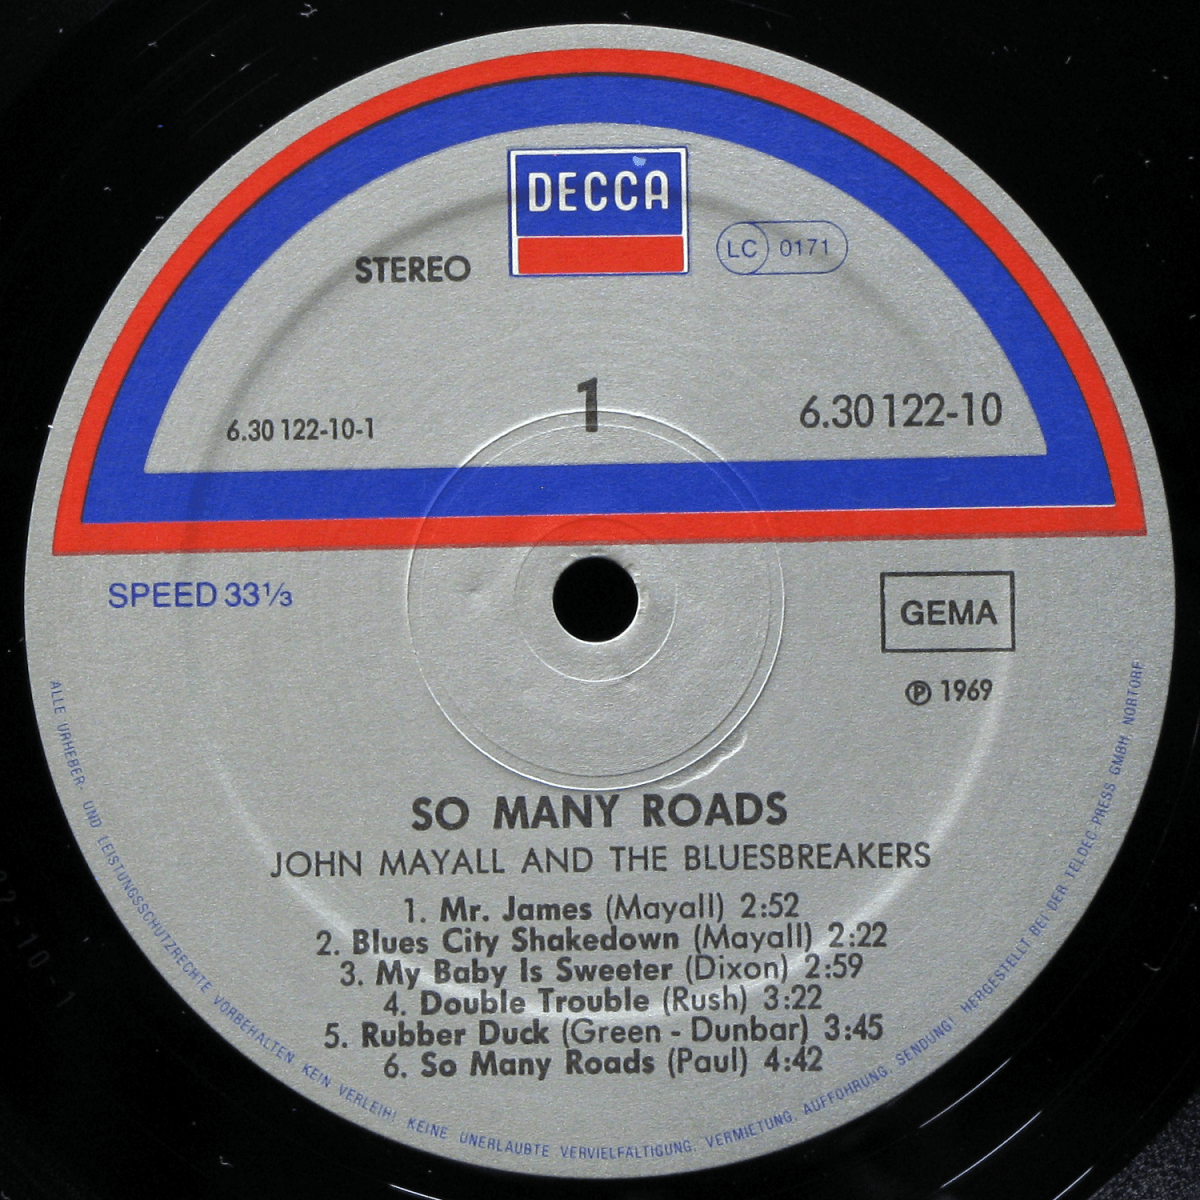 DECCA
STEREO
LC 0171
1
6.30 122-10-1
6.30 122-10
SPEED 33⅓
GEMA
℗ 1969
SO MANY ROADS
JOHN MAYALL AND THE BLUESBREAKERS
1. Mr. James (Mayall) 2:52
2. Blues City Shakedown (Mayall) 2:22
3. My Baby Is Sweeter (Dixon) 2:59
4. Double Trouble (Rush) 3:22
5. Rubber Duck (Green - Dunbar) 3:45
6. So Many Roads (Paul) 4:42
ALLE URHEBER- UND LEISTUNGSSCHUTZRECHTE VORBEHALTEN KEIN VERLEIH! KEINE UNERLAUBTE VERVIELFÄLTIGUNG, VERMIETUNG, AUFFÜHRUNG, SENDUNG! HERGESTELLT BEI DER TELDEC-PRESS GMBH, NORTORF